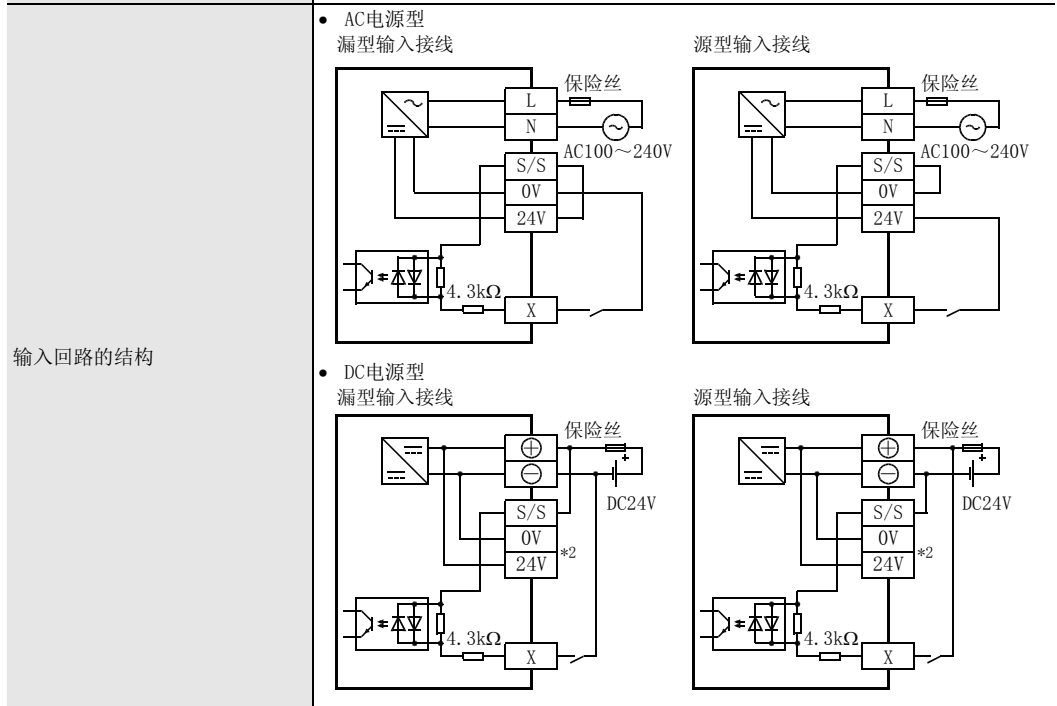 输入回路的结构
• AC电源型
漏型输入接线
L
N
S/S
0V
24V
X
保险丝
AC100～240V
4.3kΩ
源型输入接线
L
N
S/S
0V
24V
X
保险丝
AC100～240V
4.3kΩ
• DC电源型
漏型输入接线
⊕
⊖
S/S
0V
24V
X
保险丝
+
DC24V
*2
4.3kΩ
源型输入接线
⊕
⊖
S/S
0V
24V
X
保险丝
+
DC24V
*2
4.3kΩ